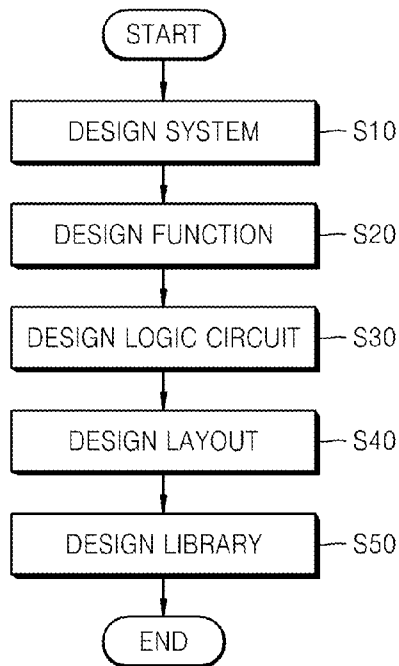 START
DESIGN SYSTEM S10
DESIGN FUNCTION S20
DESIGN LOGIC CIRCUIT S30
DESIGN LAYOUT S40
DESIGN LIBRARY S50
END